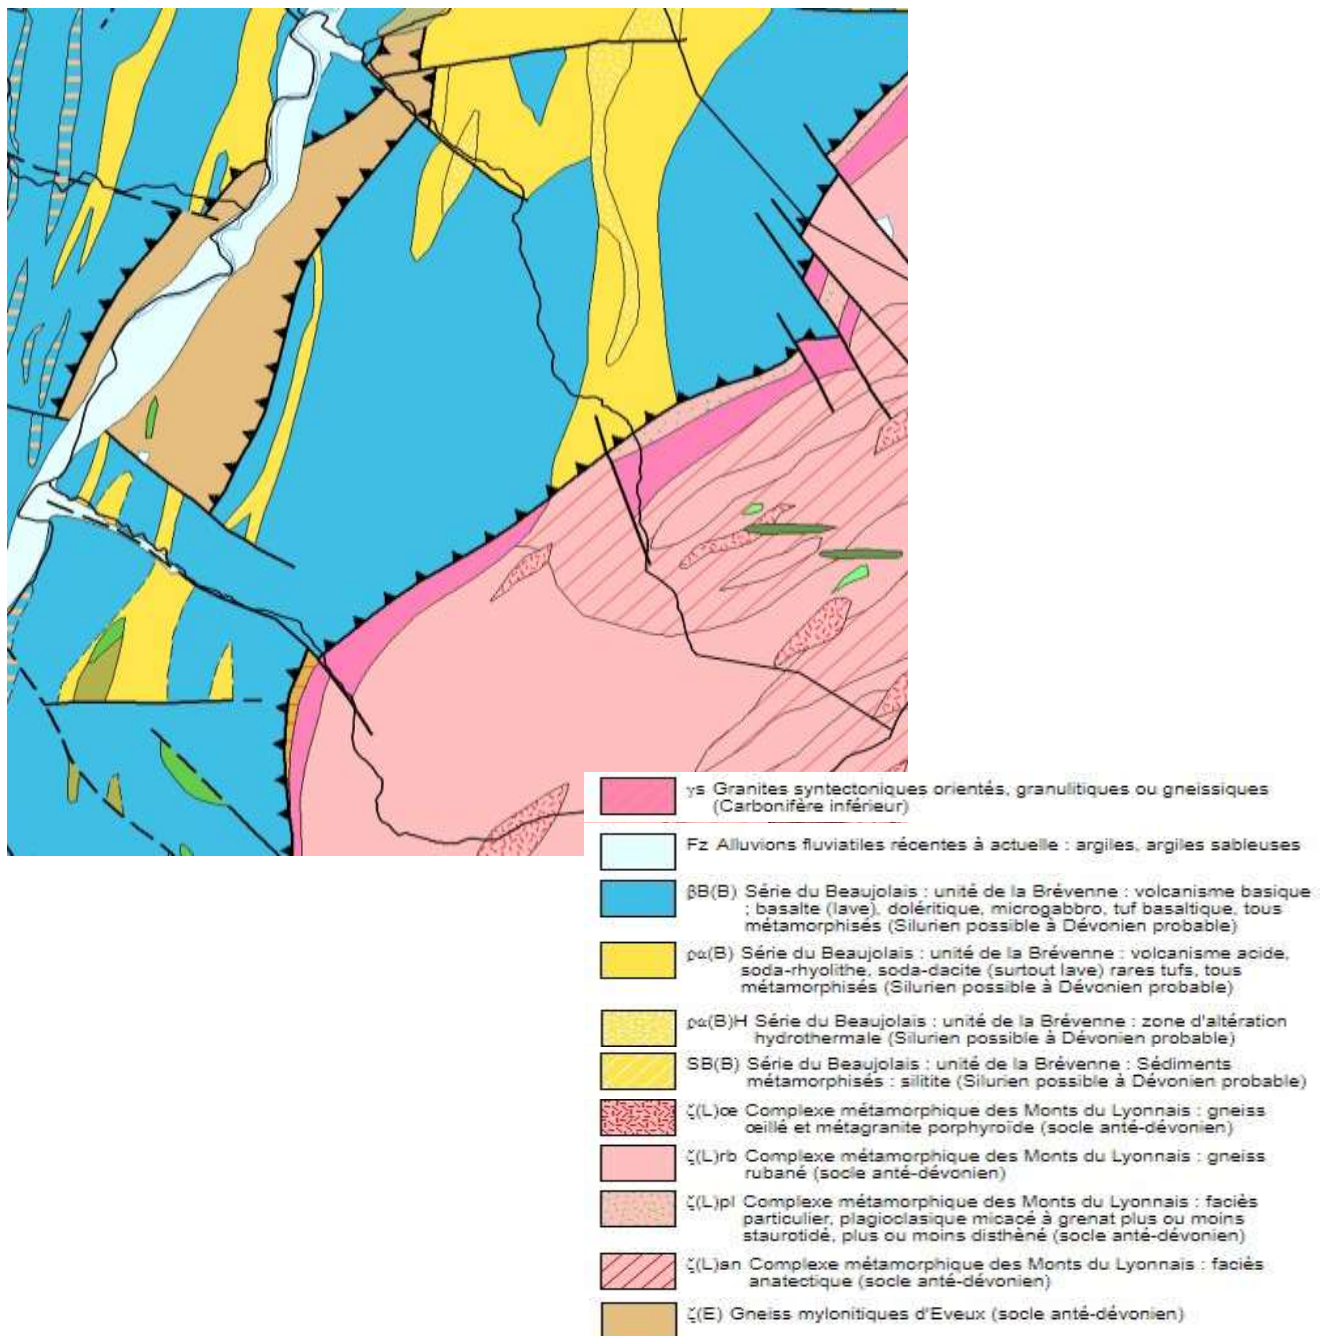 γs Granites syntectoniques orientés, granulitiques ou gneissiques
(Carbonifère inférieur)
Fz Alluvions fluviatiles récentes à actuelle : argiles, argiles sableuses
βB(B) Série du Beaujolais : unité de la Brévenne : volcanisme basique
; basalte (lave), doléritique, microgabbro, tuf basaltique, tous
métamorphisés (Silurien possible à Dévonien probable)
ρα(B) Série du Beaujolais : unité de la Brévenne : volcanisme acide,
soda-rhyolithe, soda-dacite (surtout lave) rares tufs, tous
métamorphisés (Silurien possible à Dévonien probable)
ρα(B)H Série du Beaujolais : unité de la Brévenne : zone d'altération
hydrothermale (Silurien possible à Dévonien probable)
SB(B) Série du Beaujolais : unité de la Brévenne : Sédiments
métamorphisés : silitite (Silurien possible à Dévonien probable)
ζ(L)œ Complexe métamorphique des Monts du Lyonnais : gneiss
œillé et métagranite porphyroïde (socle anté-dévonien)
ζ(L)rb Complexe métamorphique des Monts du Lyonnais : gneiss
rubané (socle anté-dévonien)
ζ(L)pl Complexe métamorphique des Monts du Lyonnais : faciès
particulier, plagioclasique micacé à grenat plus ou moins
staurotidé, plus ou moins disthèné (socle anté-dévonien)
ζ(L)an Complexe métamorphique des Monts du Lyonnais : faciès
anatectique (socle anté-dévonien)
ζ(E) Gneiss mylonitiques d'Eveux (socle anté-dévonien)